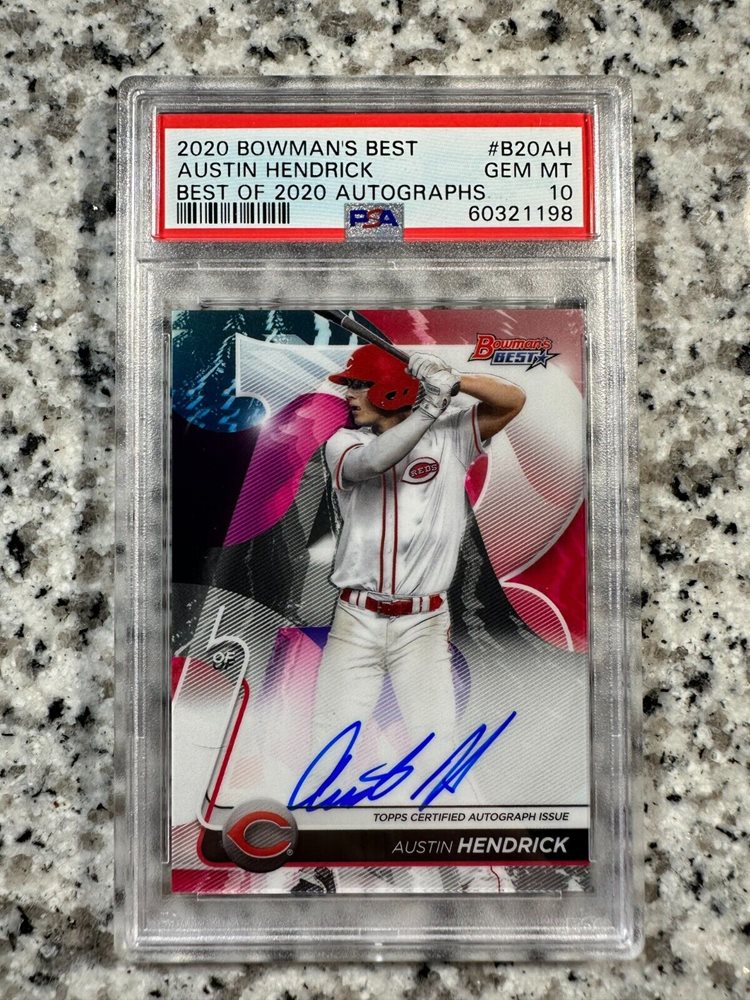 2020 BOWMAN'S BEST #B20AH
AUSTIN HENDRICK GEM MT
BEST OF 2020 AUTOGRAPHS 10
PSA 60321198
Bowman's
BEST
REDS
OF
TOPPS CERTIFIED AUTOGRAPH ISSUE
C
AUSTIN HENDRICK